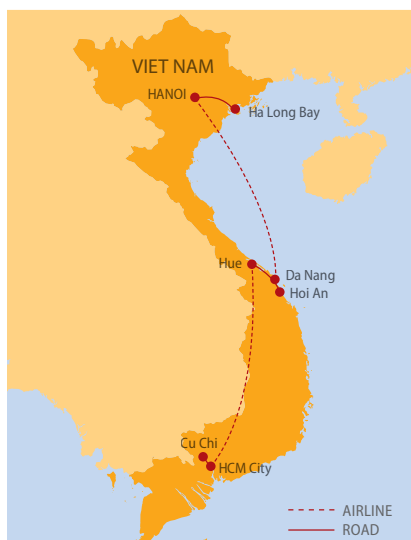 VIET NAM
HANOI
Ha Long Bay
Hue
Da Nang
Hoi An
Cu Chi
HCM City
AIRLINE
ROAD